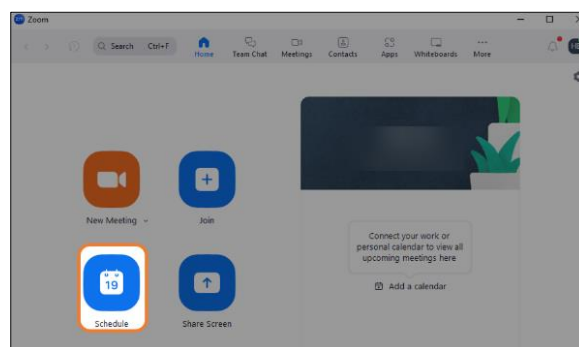 Zoom
Search Ctrl+F
Home
Team Chat
Meetings
Contacts
Apps
Whiteboards
More
New Meeting
Join
19
Schedule
Share Screen
Connect your work or
personal calendar to view all
upcoming meetings here
Add a calendar